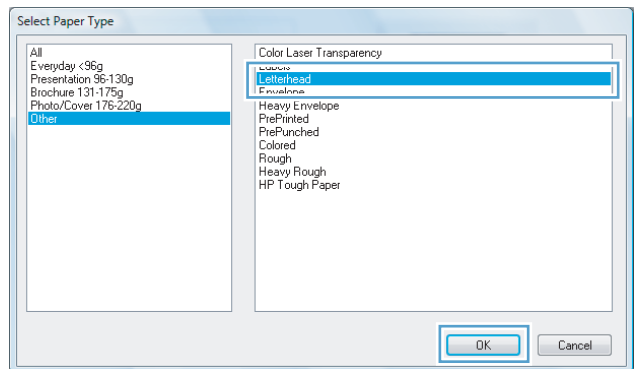 Select Paper Type
All
Everyday <96g
Presentation 96-130g
Brochure 131-175g
Photo/Cover 176-220g
Other
Color Laser Transparency
Labels
Letterhead
Envelope
Heavy Envelope
PrePrinted
PrePunched
Colored
Rough
Heavy Rough
HP Tough Paper
OK
Cancel